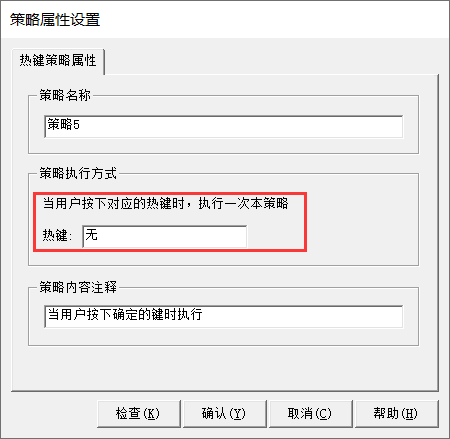 策略属性设置
热键策略属性
策略名称
策略5
策略执行方式
当用户按下对应的热键时，执行一次本策略
热键: 无
策略内容注释
当用户按下确定的键时执行
检查(K) 确认(Y) 取消(C) 帮助(H)